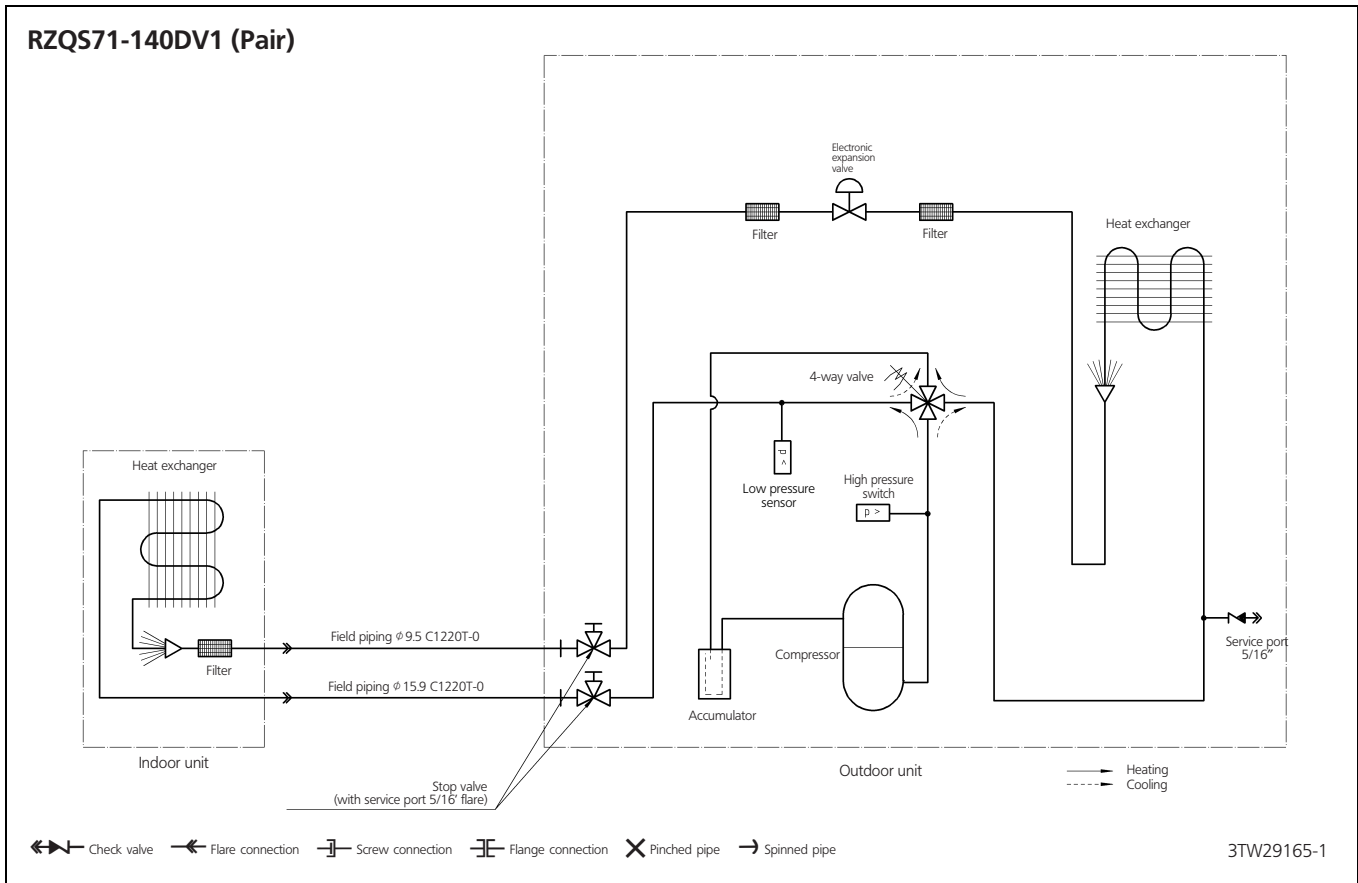 RZQS71-140DV1 (Pair)
Electronic
expansion
valve
Filter
Filter
Heat exchanger
4-way valve
Low pressure
sensor
p <
High pressure
switch
p >
Heat exchanger
Filter
Field piping ϕ 9.5 C1220T-0
Field piping ϕ 15.9 C1220T-0
Compressor
Accumulator
Service port
5/16"
Indoor unit
Outdoor unit
Stop valve
(with service port 5/16' flare)
Heating
Cooling
Check valve
Flare connection
Screw connection
Flange connection
Pinched pipe
Spinned pipe
3TW29165-1